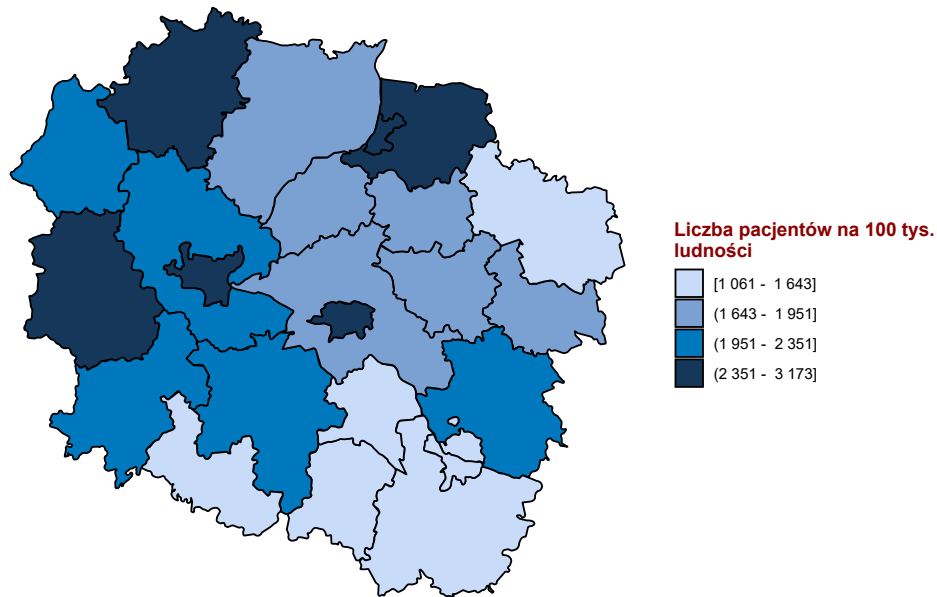 Liczba pacjentów na 100 tys.
ludności
[1 061 - 1 643]
(1 643 - 1 951]
(1 951 - 2 351]
(2 351 - 3 173]